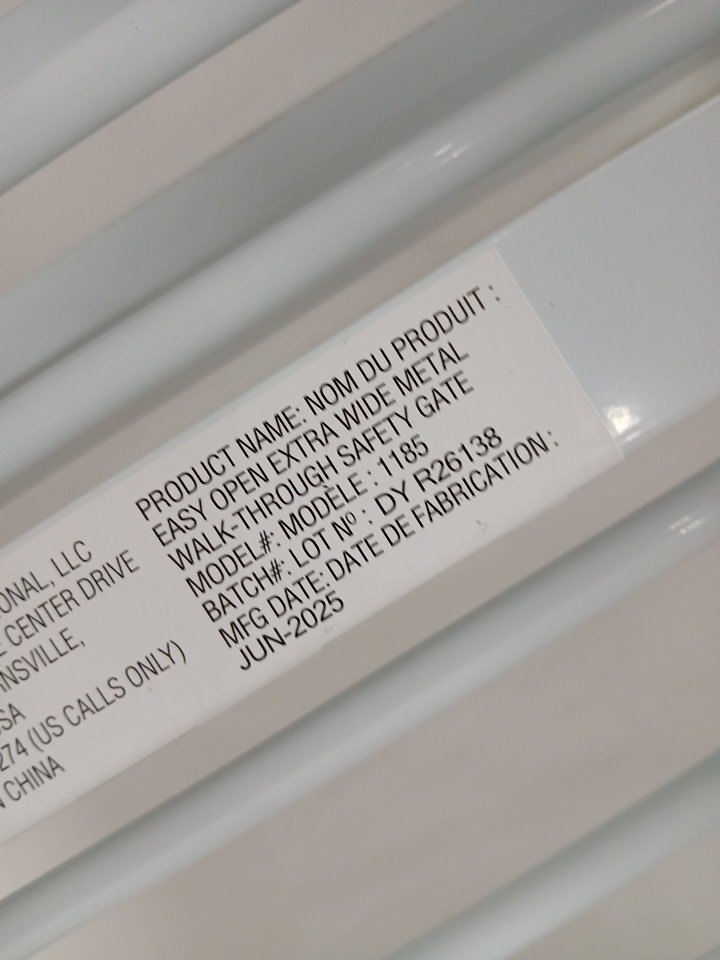 ONAL, LLC
CENTER DRIVE
NSVILLE,
SA
274 (US CALLS ONLY)
CHINA
PRODUCT NAME: NOM DU PRODUIT :
EASY OPEN EXTRA WIDE METAL
WALK-THROUGH SAFETY GATE
MODEL#: MODÈLE : 1185
BATCH#: LOT Nº : DY R26138
MFG DATE: DATE DE FABRICATION :
JUN-2025